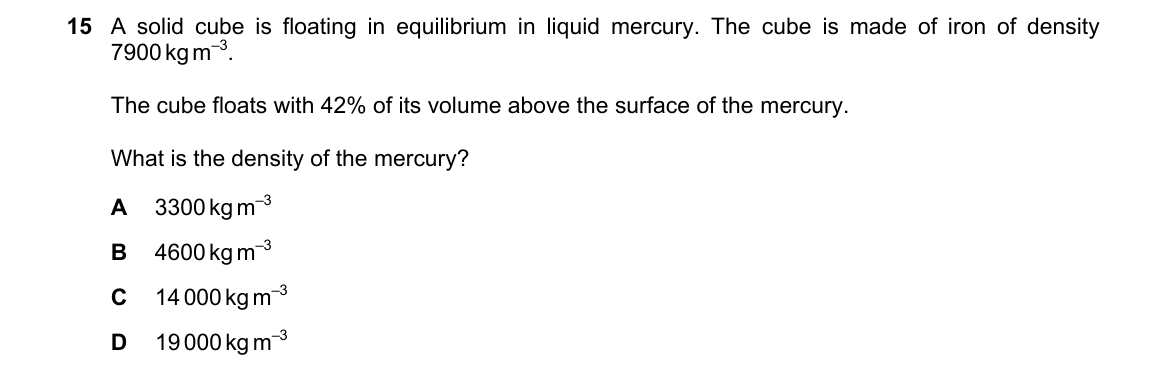 15 A solid cube is floating in equilibrium in liquid mercury. The cube is made of iron of density
7900 kg m⁻³.
The cube floats with 42% of its volume above the surface of the mercury.
What is the density of the mercury?
A 3300 kg m⁻³
B 4600 kg m⁻³
C 14 000 kg m⁻³
D 19 000 kg m⁻³